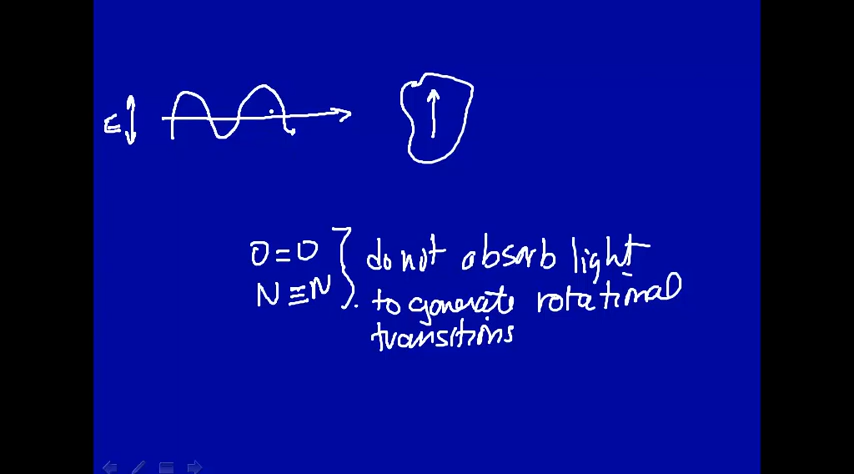 E
O=O
N≡N
do not absorb light
to generate rotational
transitions